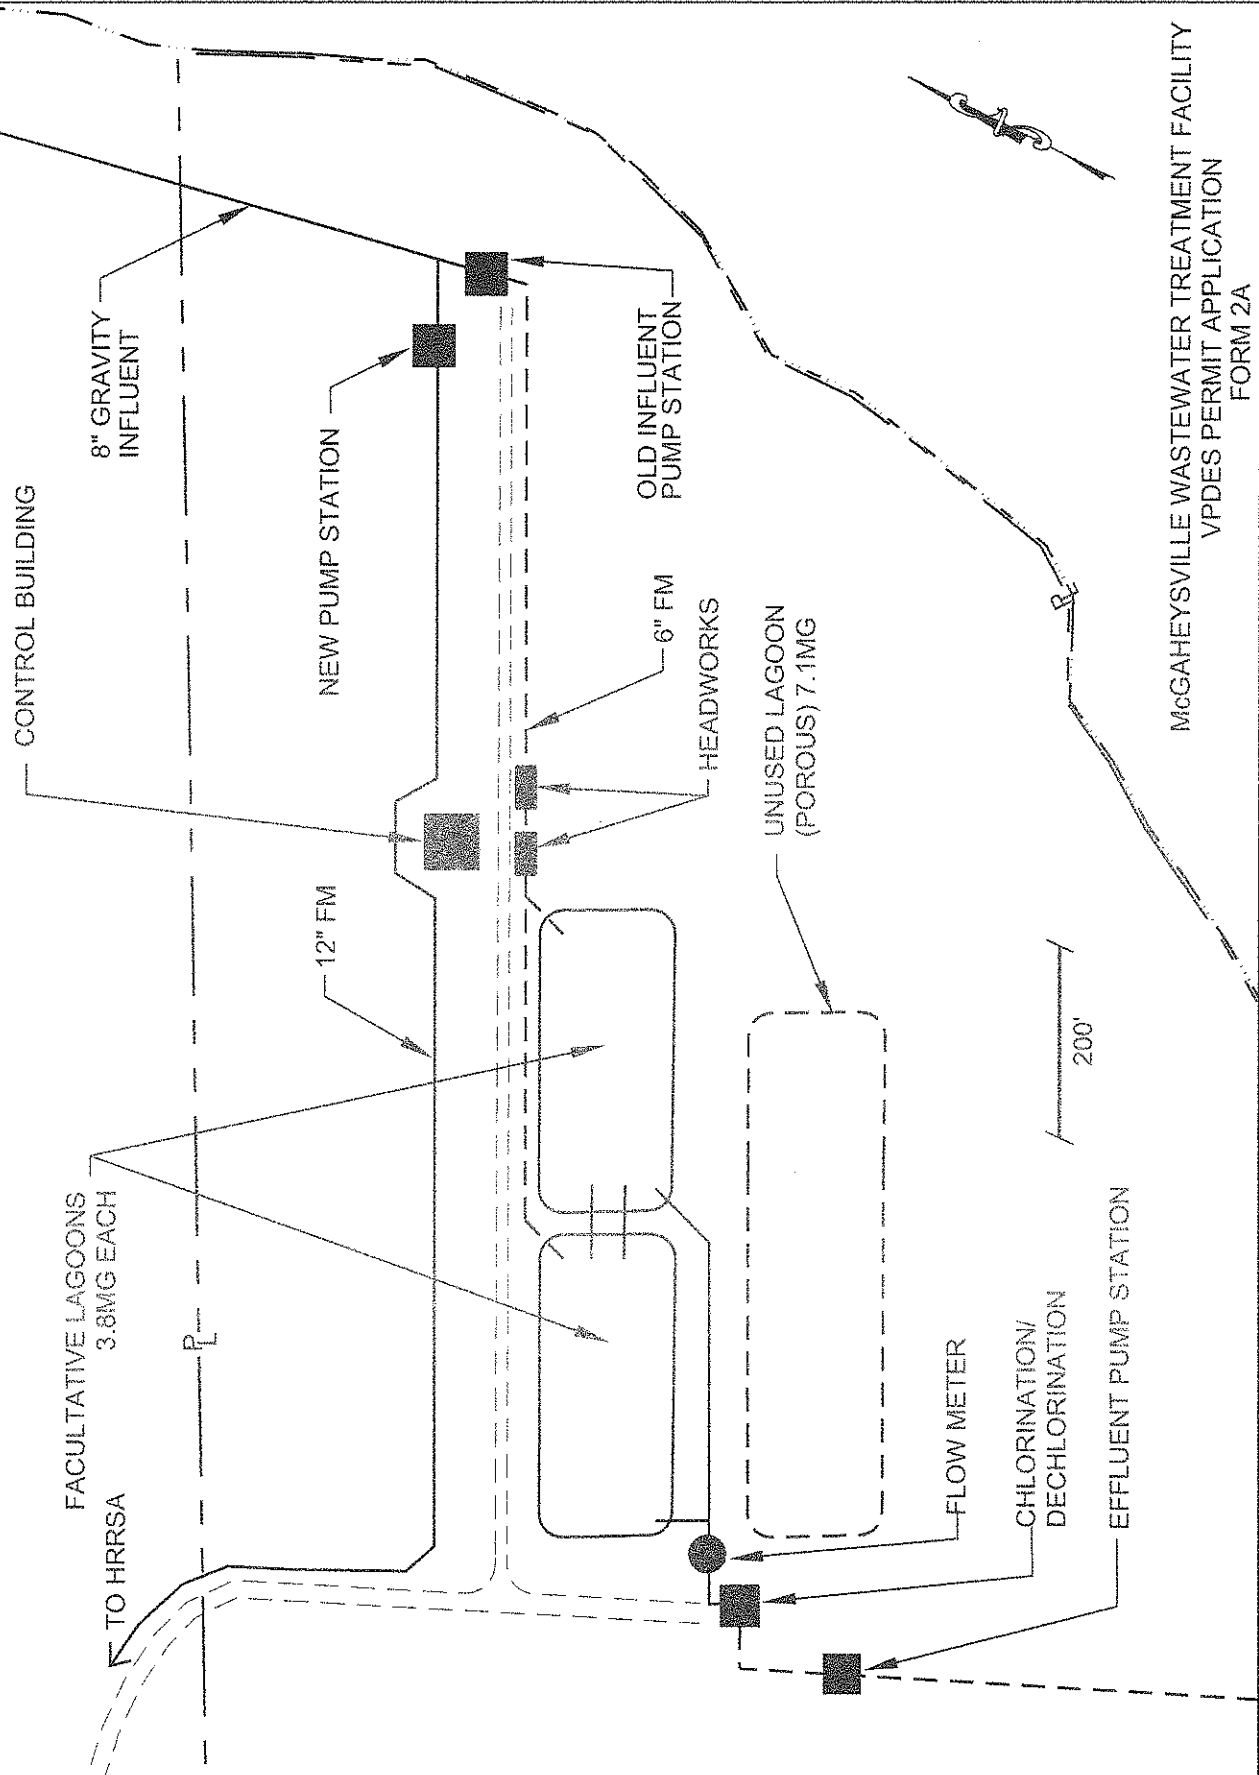 CONTROL BUILDING
8" GRAVITY
INFLUENT
NEW PUMP STATION
OLD INFLUENT
PUMP STATION
12" FM
6" FM
HEADWORKS
UNUSED LAGOON
(POROUS) 7.1MG
FACULTATIVE LAGOONS
3.8MG EACH
PL
TO HRRSA
FLOW METER
CHLORINATION/
DECHLORINATION
EFFLUENT PUMP STATION
200'
PL
McGAHEYSVILLE WASTEWATER TREATMENT FACILITY
VPDES PERMIT APPLICATION
FORM 2A